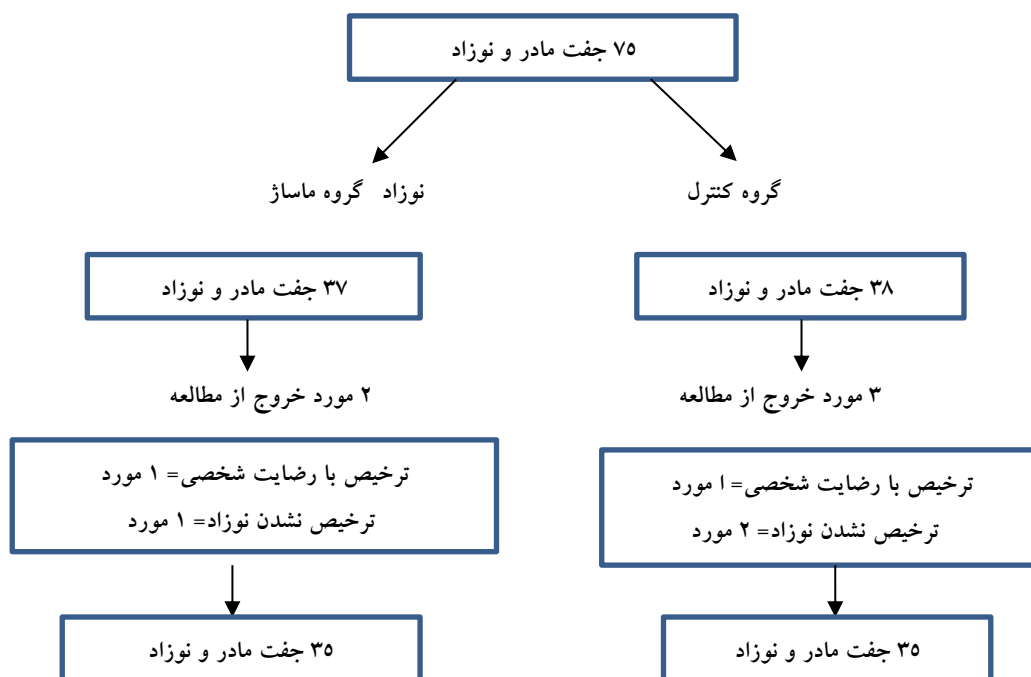 ۷۵ جفت مادر و نوزاد
گروه کنترل
نوزاد گروه ماساژ
۳۸ جفت مادر و نوزاد
۳۷ جفت مادر و نوزاد
۳ مورد خروج از مطالعه
۲ مورد خروج از مطالعه
ترخیص با رضایت شخصی= ا مورد
ترخیص نشدن نوزاد= ۲ مورد
ترخیص با رضایت شخصی= ۱ مورد
ترخیص نشدن نوزاد= ۱ مورد
۳۵ جفت مادر و نوزاد
۳۵ جفت مادر و نوزاد